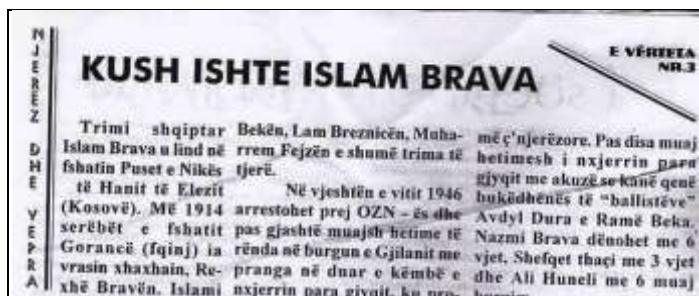 NJERËZ DHE VEPRA
E VËRTETA
NR.3
KUSH ISHTE ISLAM BRAVA
Trimi shqiptar
Islam Brava u lind në
fshatin Puset e Nikës
të Hanit të Elezit
(Kosovë). Më 1914
serëbët e fshatit
Gorancë (fqinj) ia
vrasin xhaxhain, Re-
xhë Bravën. Islami
Bekën, Lam Breznicën, Muha-
rrem Fejzën e shumë trima të
tjerë.
Në vjeshtën e vitit 1946
arrestohet prej OZN - ës dhe
pas gjashtë muajsh hetime të
rënda në burgun e Gjilanit me
pranga në duar e këmbë e
nxjerrin para gjyqit, ku pro-
më ç'njerëzore. Pas disa muaj
hetimesh i nxjerrin para
gjyqit me akuzë se kanë qenë
bukëdhënës të "ballistëve"
Avdyl Dura e Ramë Beka.
Nazmi Brava dënohet me 6
vjet, Shefqet thaçi me 3 vjet
dhe Ali Huneli me 6 muaj